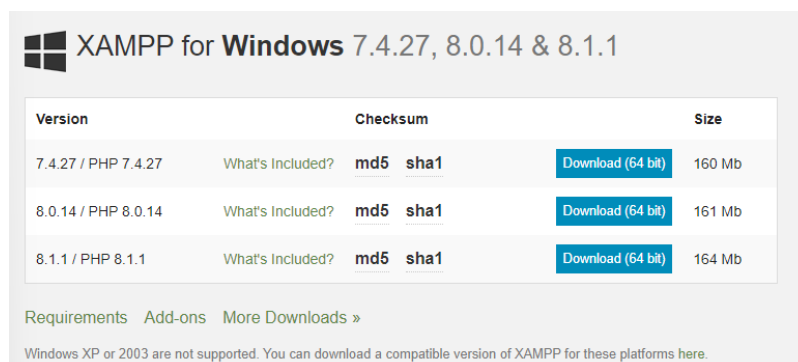 XAMPP for Windows 7.4.27, 8.0.14 & 8.1.1
Version Checksum Size
7.4.27 / PHP 7.4.27 What's Included? md5 sha1 Download (64 bit) 160 Mb
8.0.14 / PHP 8.0.14 What's Included? md5 sha1 Download (64 bit) 161 Mb
8.1.1 / PHP 8.1.1 What's Included? md5 sha1 Download (64 bit) 164 Mb
Requirements Add-ons More Downloads »
Windows XP or 2003 are not supported. You can download a compatible version of XAMPP for these platforms here.